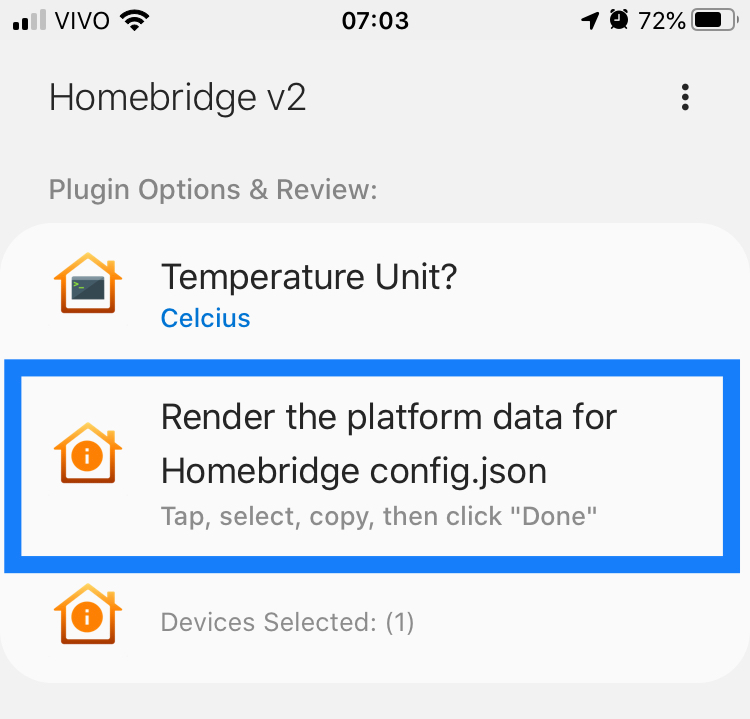 VIVO 07:03 72%
Homebridge v2
Plugin Options & Review:
Temperature Unit?
Celcius
Render the platform data for
Homebridge config.json
Tap, select, copy, then click "Done"
Devices Selected: (1)